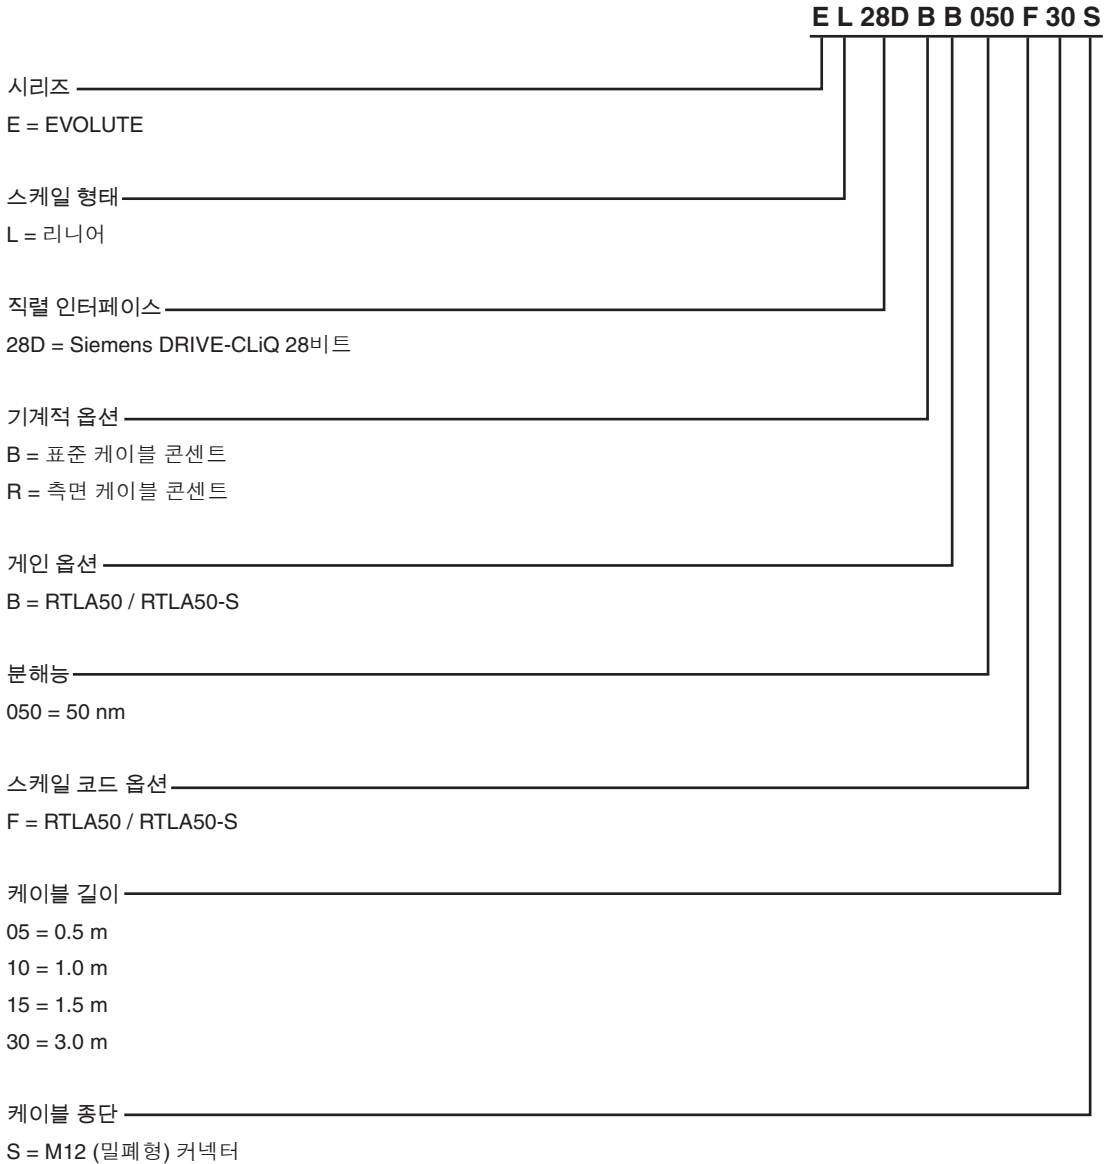 E L 28D B B 050 F 30 S
시리즈
E = EVOLUTE
스케일 형태
L = 리니어
직렬 인터페이스
28D = Siemens DRIVE-CLiQ 28비트
기계적 옵션
B = 표준 케이블 콘센트
R = 측면 케이블 콘센트
게인 옵션
B = RTLA50 / RTLA50-S
분해능
050 = 50 nm
스케일 코드 옵션
F = RTLA50 / RTLA50-S
케이블 길이
05 = 0.5 m
10 = 1.0 m
15 = 1.5 m
30 = 3.0 m
케이블 종단
S = M12 (밀폐형) 커넥터